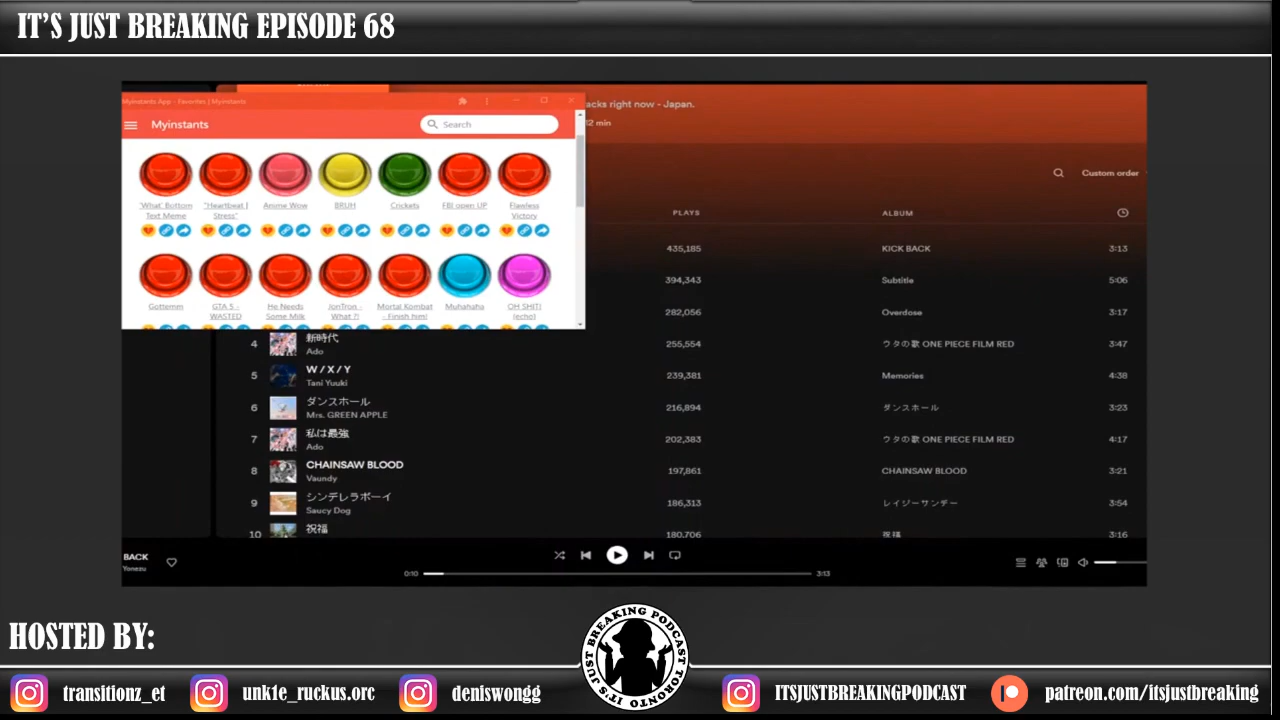 IT'S JUST BREAKING EPISODE 68
Myinstants App - Favorites | Myinstants
Myinstants
Search
"What' Bottom Text Meme
"Heartbeat | Stress"
Anime Wow
BRUH
Crickets
FBI open UP
Flawless Victory
Gottemm
GTA 5 - WASTED
He Needs Some Milk
JonTron - What ?!
Mortal Kombat - Finish him!
Muhahaha
OH SHIT! (echo)
acks right now - Japan.
12 min
Custom order
PLAYS ALBUM
435,185 KICK BACK 3:13
394,343 Subtitle 5:06
282,056 Overdose 3:17
4 新時代 255,554 ウタの歌 ONE PIECE FILM RED 3:47
Ado
5 W / X / Y 239,381 Memories 4:38
Tani Yuuki
6 ダンスホール 216,894 ダンスホール 3:23
Mrs. GREEN APPLE
7 私は最強 202,383 ウタの歌 ONE PIECE FILM RED 4:17
Ado
8 CHAINSAW BLOOD 197,861 CHAINSAW BLOOD 3:21
Vaundy
9 シンデレラボーイ 186,313 レイジーサンデー 3:54
Saucy Dog
10 祝福 180,706 祝福 3:16
BACK
Yonezu
0:10 3:13
HOSTED BY:
IT'S JUST BREAKING PODCAST TORONTO
transitionz_et unk1e_ruckus.orc deniswongg ITSJUSTBREAKINGPODCAST patreon.com/itsjustbreaking